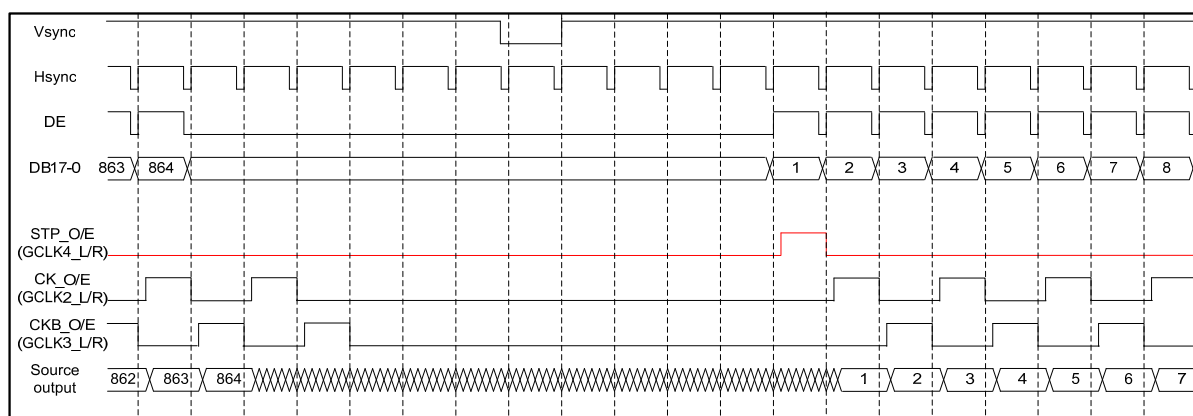 Vsync
Hsync
DE
DB17-0 863 864 1 2 3 4 5 6 7 8
STP_O/E
(GCLK4_L/R)
CK_O/E
(GCLK2_L/R)
CKB_O/E
(GCLK3_L/R)
Source
output
862 863 864 1 2 3 4 5 6 7